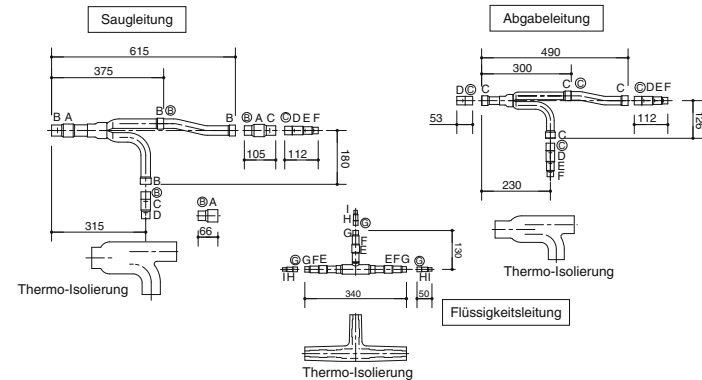 Saugleitung
615
375
B A
B Ⓑ
B
Ⓑ A C
Ⓒ D E F
105
112
180
B
Ⓑ
C
D
Ⓑ A
66
315
Thermo-Isolierung
Abgabeleitung
490
300
D Ⓒ
C
C Ⓒ
C
Ⓒ D E F
53
112
126
C
Ⓒ
D
E
F
230
Thermo-Isolierung
I
H
Ⓖ
G
F
E
130
Ⓖ
I H
G F E
E F G
Ⓖ
H I
340
50
Flüssigkeitsleitung
Thermo-Isolierung